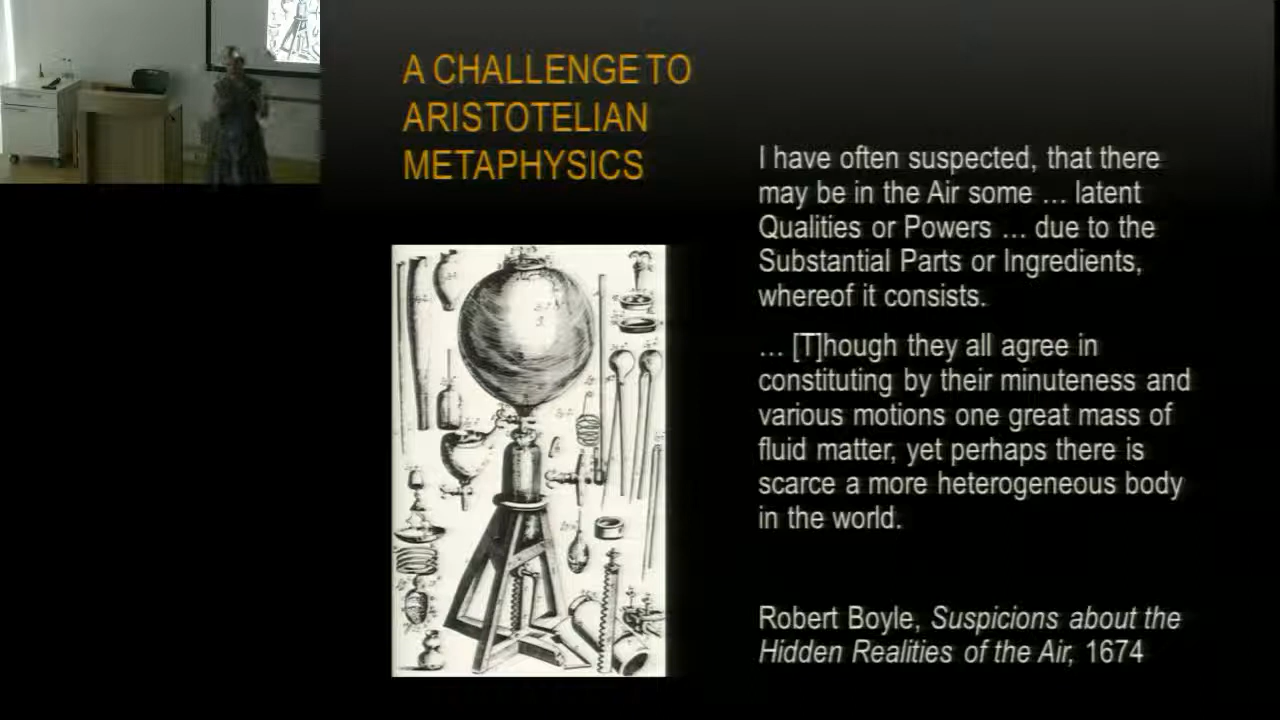 A CHALLENGE TO
ARISTOTELIAN
METAPHYSICS
I have often suspected, that there
may be in the Air some … latent
Qualities or Powers … due to the
Substantial Parts or Ingredients,
whereof it consists.
… [T]hough they all agree in
constituting by their minuteness and
various motions one great mass of
fluid matter, yet perhaps there is
scarce a more heterogeneous body
in the world.
Robert Boyle, Suspicions about the
Hidden Realities of the Air, 1674